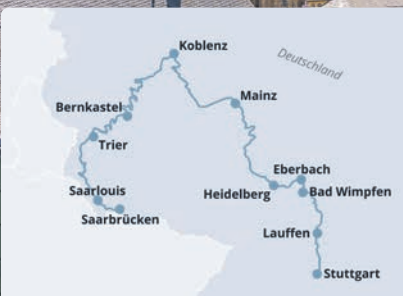 Koblenz
Deutschland
Mainz
Bernkastel
Trier
Eberbach
Saarlouis
Heidelberg
Bad Wimpfen
Saarbrücken
Lauffen
Stuttgart